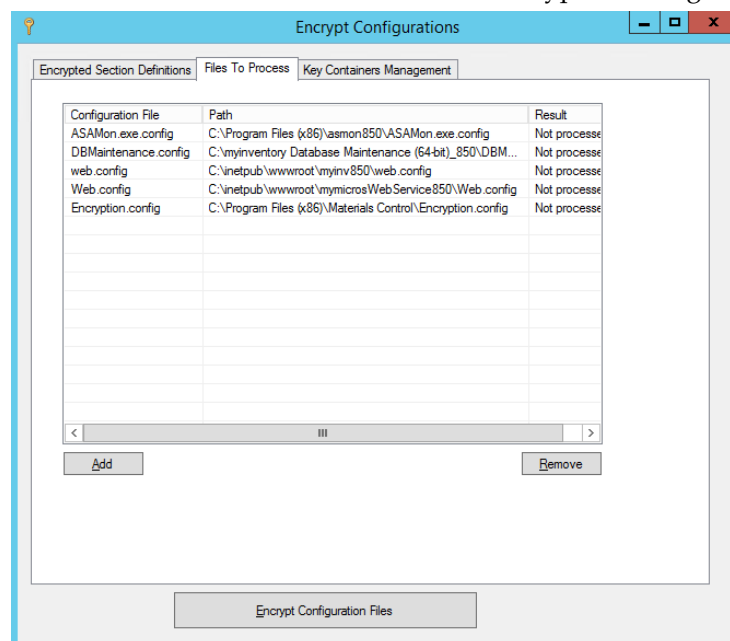 Encrypt Configurations
Encrypted Section Definitions Files To Process Key Containers Management
Configuration File Path Result
ASAMon.exe.config C:\Program Files (x86)\asmon850\ASAMon.exe.config Not processe
DBMaintenance.config C:\myinventory Database Maintenance (64-bit)_850\DBM... Not processe
web.config C:\inetpub\wwwroot\myinv850\web.config Not processe
Web.config C:\inetpub\wwwroot\mymicrosWebService850\Web.config Not processe
Encryption.config C:\Program Files (x86)\Materials Control\Encryption.config Not processe
Add Remove
Encrypt Configuration Files